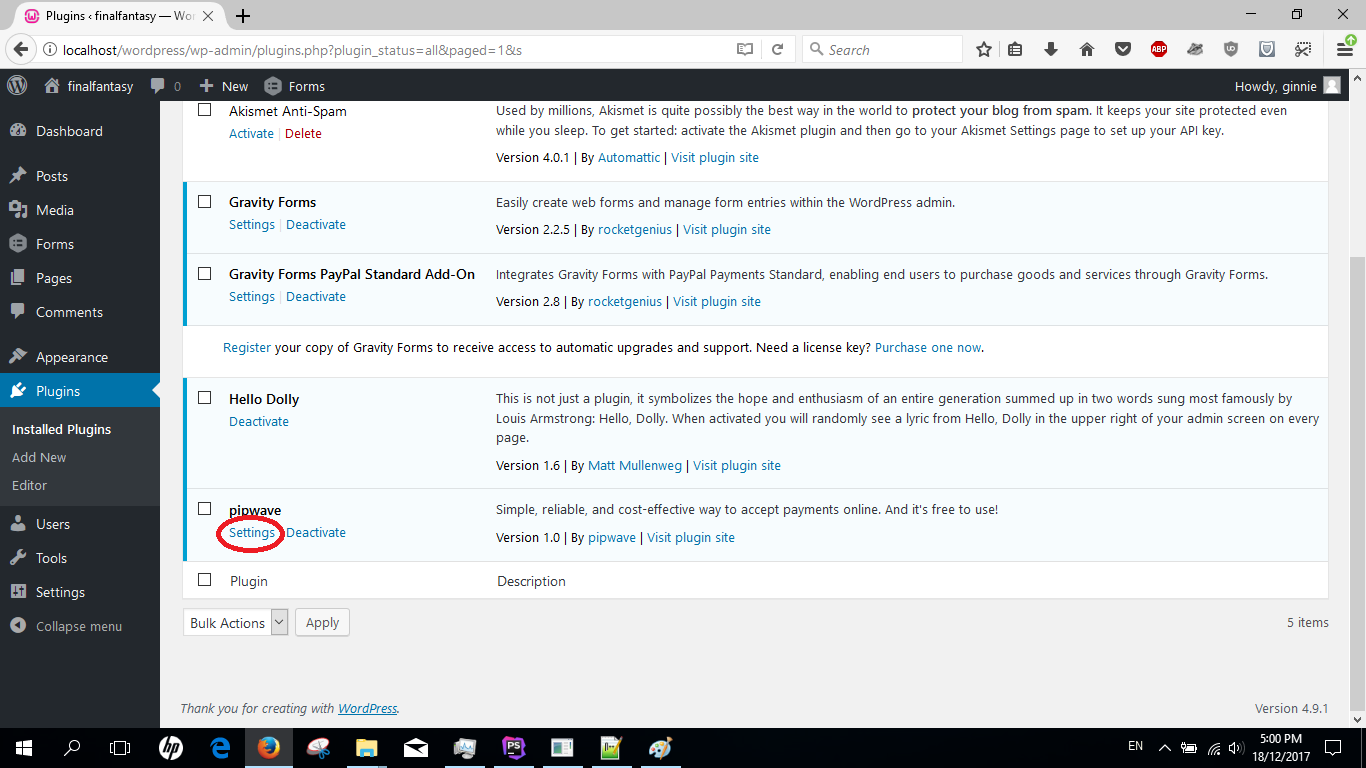 Plugins ‹ finalfantasy — Wor
localhost/wordpress/wp-admin/plugins.php?plugin_status=all&paged=1&s
Search
ABP
finalfantasy 0 New Forms Howdy, ginnie
Dashboard
Posts
Media
Forms
Pages
Comments
Appearance
Plugins
Installed Plugins
Add New
Editor
Users
Tools
Settings
Collapse menu
Akismet Anti-Spam
Activate | Delete
Used by millions, Akismet is quite possibly the best way in the world to protect your blog from spam. It keeps your site protected even
while you sleep. To get started: activate the Akismet plugin and then go to your Akismet Settings page to set up your API key.
Version 4.0.1 | By Automattic | Visit plugin site
Gravity Forms
Settings | Deactivate
Easily create web forms and manage form entries within the WordPress admin.
Version 2.2.5 | By rocketgenius | Visit plugin site
Gravity Forms PayPal Standard Add-On
Settings | Deactivate
Integrates Gravity Forms with PayPal Payments Standard, enabling end users to purchase goods and services through Gravity Forms.
Version 2.8 | By rocketgenius | Visit plugin site
Register your copy of Gravity Forms to receive access to automatic upgrades and support. Need a license key? Purchase one now.
Hello Dolly
Deactivate
This is not just a plugin, it symbolizes the hope and enthusiasm of an entire generation summed up in two words sung most famously by
Louis Armstrong: Hello, Dolly. When activated you will randomly see a lyric from Hello, Dolly in the upper right of your admin screen on every
page.
Version 1.6 | By Matt Mullenweg | Visit plugin site
pipwave
Settings Deactivate
Simple, reliable, and cost-effective way to accept payments online. And it's free to use!
Version 1.0 | By pipwave | Visit plugin site
Plugin Description
Bulk Actions Apply 5 items
Thank you for creating with WordPress. Version 4.9.1
hp PS EN 5:00 PM
18/12/2017